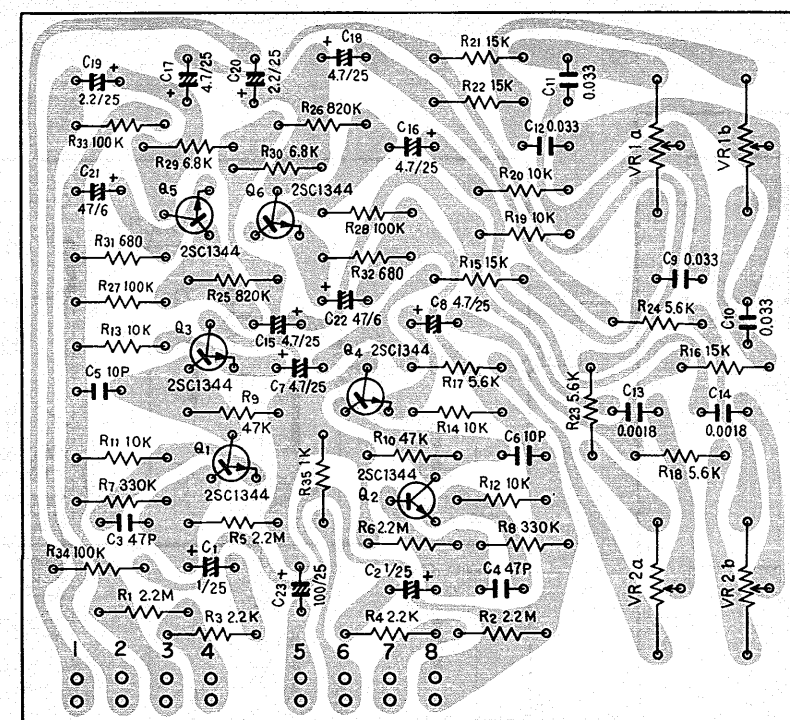 C19
2.2/25
C17
4.7/25
C20
2.2/25
C18
4.7/25
R21 15K
C11
0.033
R22 15K
R33 100K
R26 820K
C16
4.7/25
C12 0.033
VR1a
VR1b
R29 6.8K
R30 6.8K
C21
47/6
Q5
2SC1344
Q6
2SC1344
R20 10K
R28 100K
R19 10K
R31 680
R32 680
R15 15K
C9 0.033
R27 100K
R25 820K
C22 47/6
C8 4.7/25
R24 5.6K
C10
0.033
R13 10K
Q3
2SC1344
C15 4.7/25
C7 4.7/25
Q4 2SC1344
R17 5.6K
R16 15K
C5 10P
R9
47K
R14 10K
R23 5.6K
C13
0.0018
C14
0.0018
R11 10K
Q1
2SC1344
R35 1K
R10 47K
C6 10P
R18 5.6K
R7 330K
2SC1344
Q2
R12 10K
C3 47P
R5 2.2M
R6 2.2M
R8 330K
R34 100K
C1
1/25
C23
100/25
C2 1/25
C4 47P
VR2a
VR2b
R1 2.2M
R3 2.2K
R4 2.2K
R2 2.2M
1 2 3 4 5 6 7 8